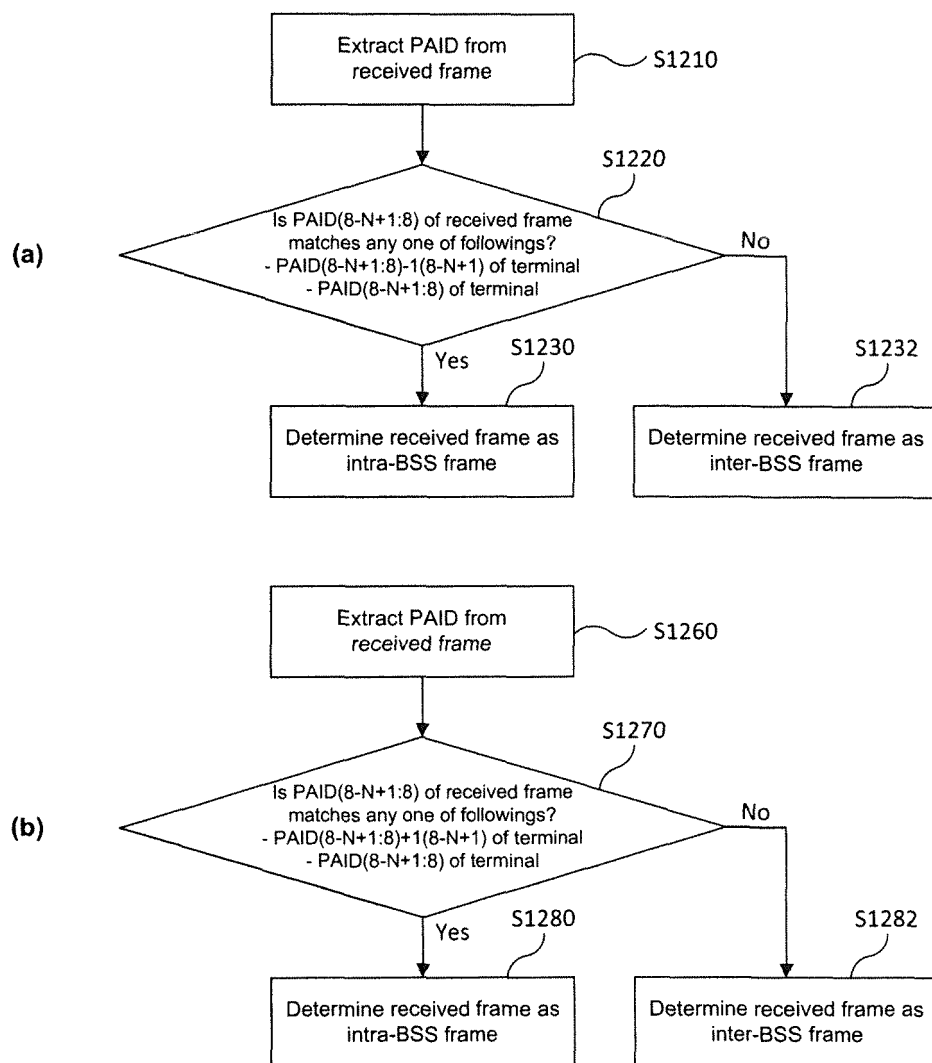 Extract PAID from
received frame
S1210
S1220
(a)
Is PAID(8-N+1:8) of received frame
matches any one of followings?
- PAID(8-N+1:8)-1(8-N+1) of terminal
- PAID(8-N+1:8) of terminal
No
Yes
S1230
S1232
Determine received frame as
intra-BSS frame
Determine received frame as
inter-BSS frame
Extract PAID from
received frame
S1260
S1270
(b)
Is PAID(8-N+1:8) of received frame
matches any one of followings?
- PAID(8-N+1:8)+1(8-N+1) of terminal
- PAID(8-N+1:8) of terminal
No
Yes
S1280
S1282
Determine received frame as
intra-BSS frame
Determine received frame as
inter-BSS frame